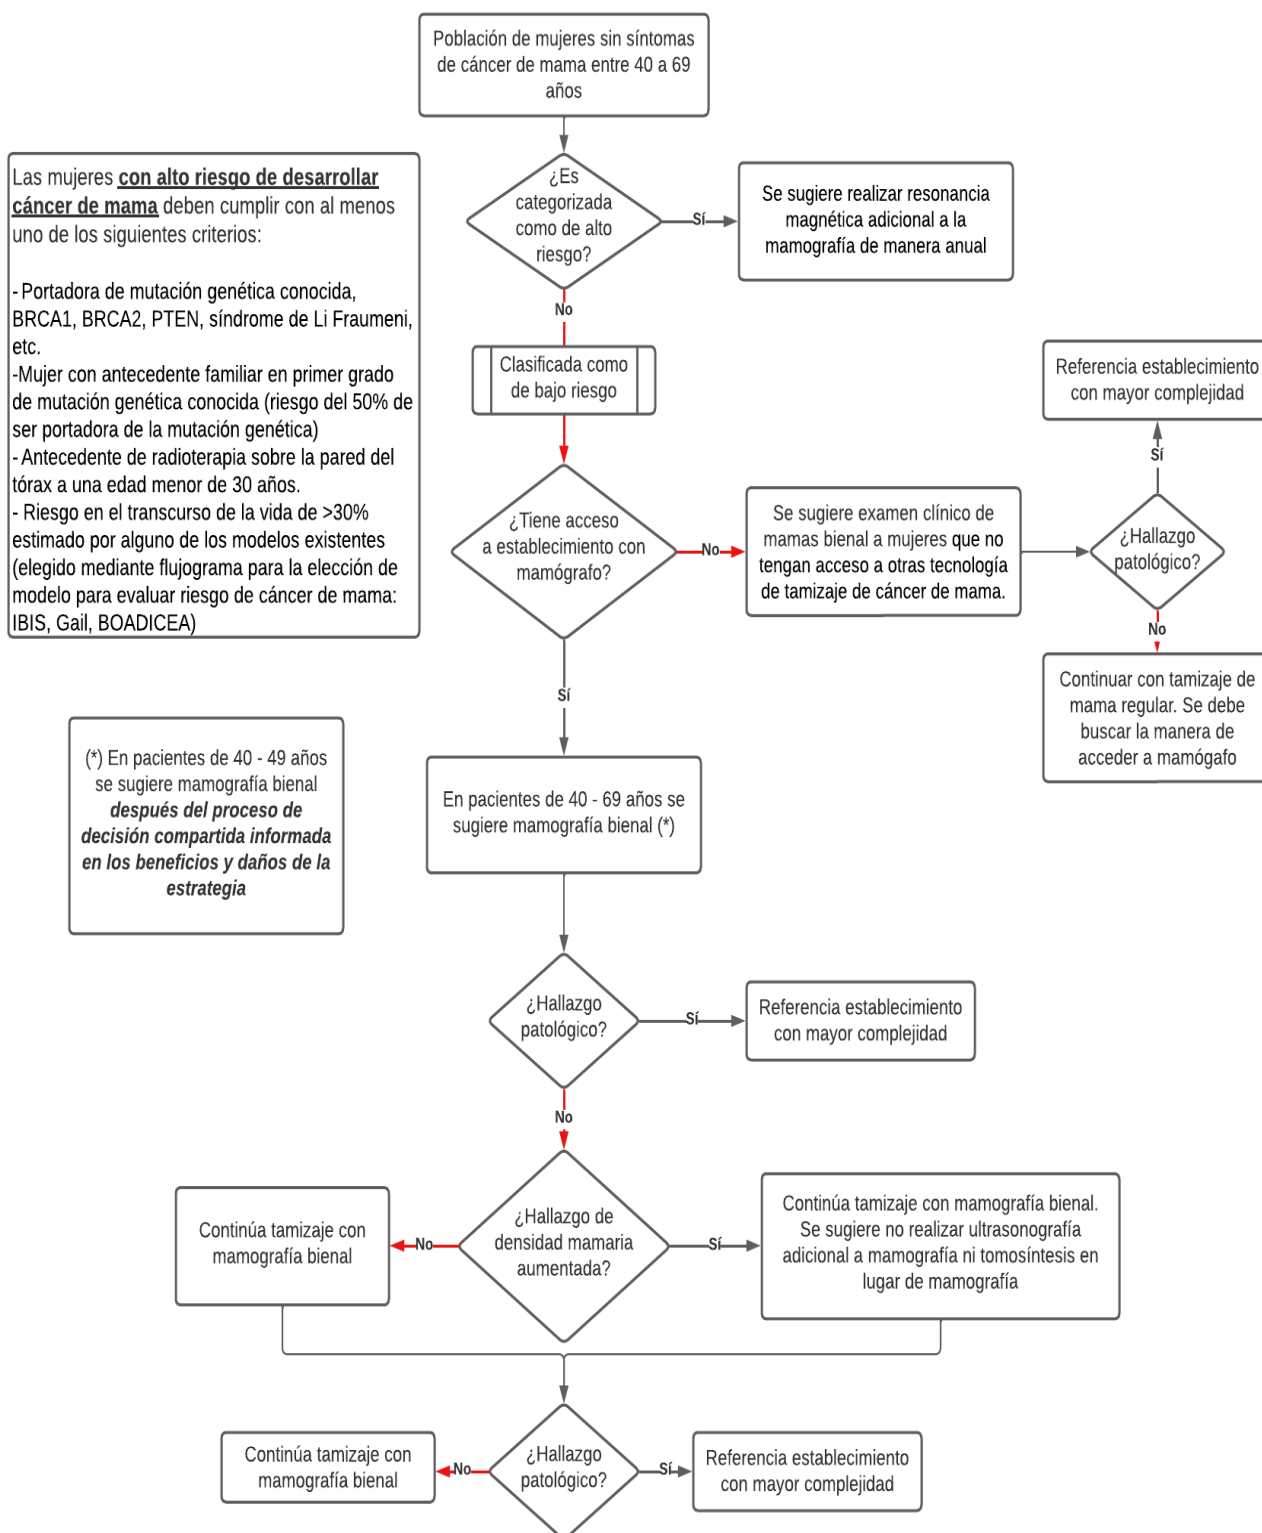 Población de mujeres sin síntomas
de cáncer de mama entre 40 a 69
años
Las mujeres con alto riesgo de desarrollar
cáncer de mama deben cumplir con al menos
uno de los siguientes criterios:
- Portadora de mutación genética conocida,
BRCA1, BRCA2, PTEN, síndrome de Li Fraumeni,
etc.
-Mujer con antecedente familiar en primer grado
de mutación genética conocida (riesgo del 50% de
ser portadora de la mutación genética)
- Antecedente de radioterapia sobre la pared del
tórax a una edad menor de 30 años.
- Riesgo en el transcurso de la vida de >30%
estimado por alguno de los modelos existentes
(elegido mediante flujograma para la elección de
modelo para evaluar riesgo de cáncer de mama:
IBIS, Gail, BOADICEA)
¿Es
categorizada
como de alto
riesgo?
Sí
Se sugiere realizar resonancia
magnética adicional a la
mamografía de manera anual
No
Clasificada como
de bajo riesgo
¿Tiene acceso
a establecimiento con
mamógrafo?
No
Se sugiere examen clínico de
mamas bienal a mujeres que no
tengan acceso a otras tecnología
de tamizaje de cáncer de mama.
Referencia establecimiento
con mayor complejidad
Sí
¿Hallazgo
patológico?
No
Continuar con tamizaje de
mama regular. Se debe
buscar la manera de
acceder a mamógafo
Sí
(*) En pacientes de 40 - 49 años
se sugiere mamografía bienal
después del proceso de
decisión compartida informada
en los beneficios y daños de la
estrategia
En pacientes de 40 - 69 años se
sugiere mamografía bienal (*)
¿Hallazgo
patológico?
Sí
Referencia establecimiento
con mayor complejidad
No
¿Hallazgo de
densidad mamaria
aumentada?
No
Continúa tamizaje con
mamografía bienal
Sí
Continúa tamizaje con mamografía bienal.
Se sugiere no realizar ultrasonografía
adicional a mamografía ni tomosíntesis en
lugar de mamografía
¿Hallazgo
patológico?
No
Continúa tamizaje con
mamografía bienal
Sí
Referencia establecimiento
con mayor complejidad